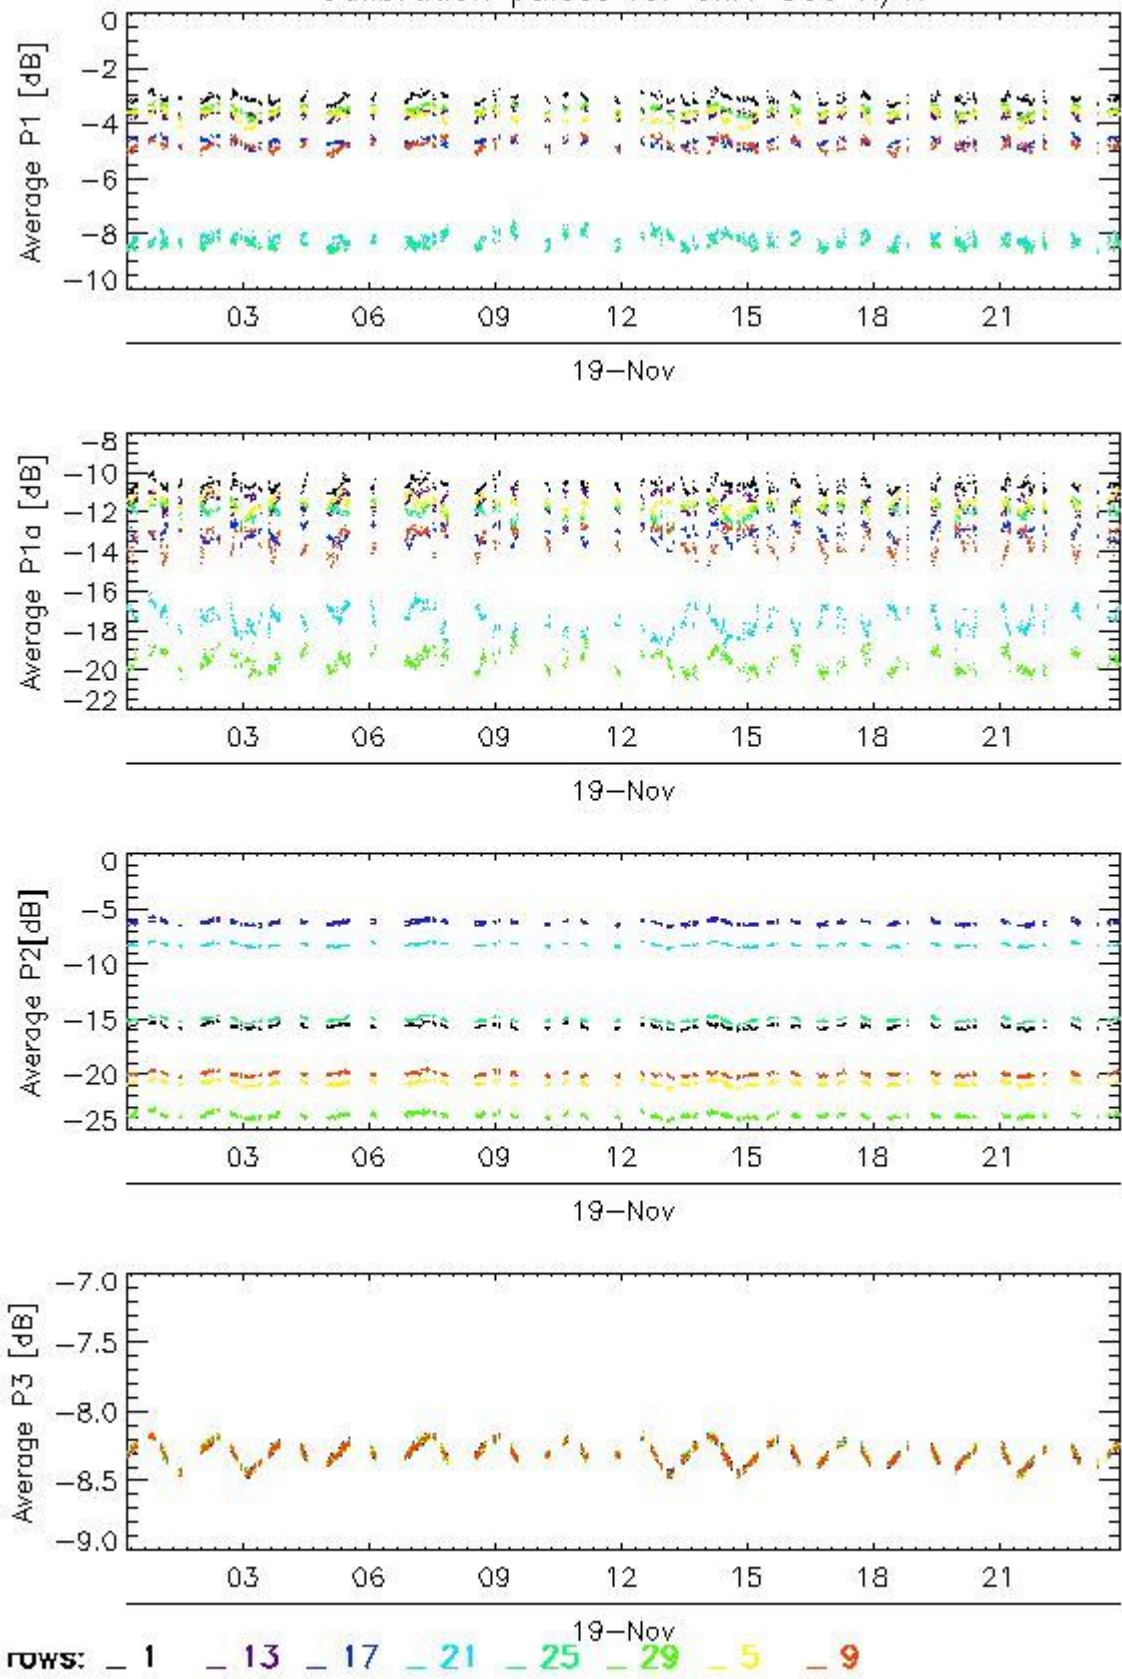 0
-2
-4
-6
-8
-10
Average P1 [dB]
03 06 09 12 15 18 21
19-Nov
-8
-10
-12
-14
-16
-18
-20
-22
Average P1a [dB]
03 06 09 12 15 18 21
19-Nov
0
-5
-10
-15
-20
-25
Average P2[dB]
03 06 09 12 15 18 21
19-Nov
-7.0
-7.5
-8.0
-8.5
-9.0
Average P3 [dB]
03 06 09 12 15 18 21
19-Nov
rows: _ 1 _ 13 _ 17 _ 21 _ 25 _ 29 _ 5 _ 9